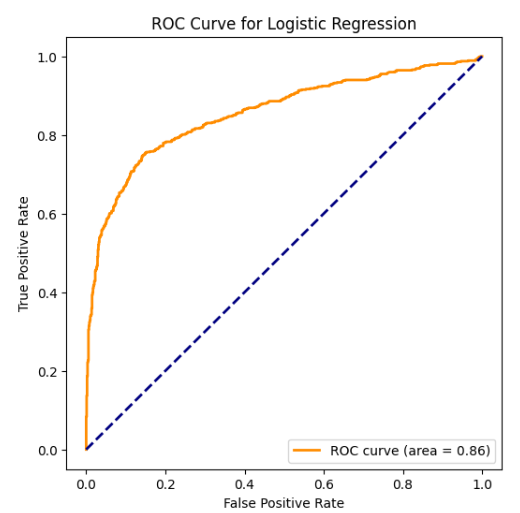 ROC Curve for Logistic Regression
1.0
0.8
0.6
0.4
0.2
0.0
True Positive Rate
0.0 0.2 0.4 0.6 0.8 1.0
False Positive Rate
ROC curve (area = 0.86)